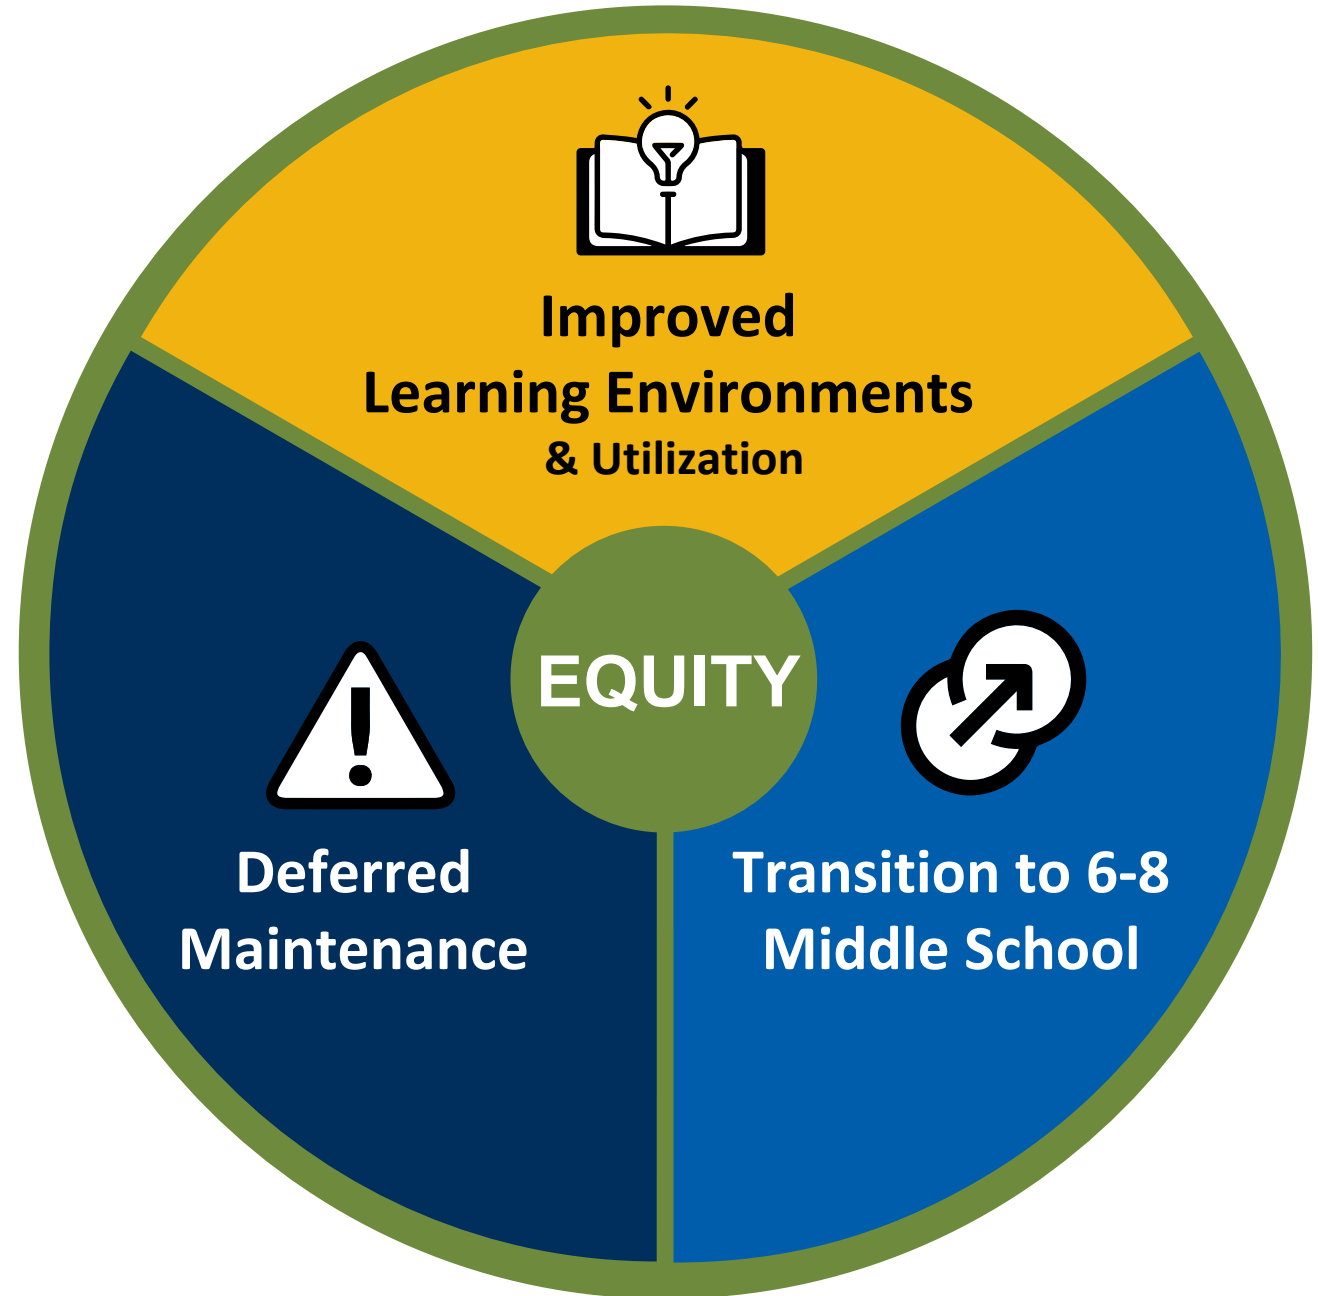 Improved
Learning Environments
& Utilization
EQUITY
Deferred
Maintenance
Transition to 6-8
Middle School